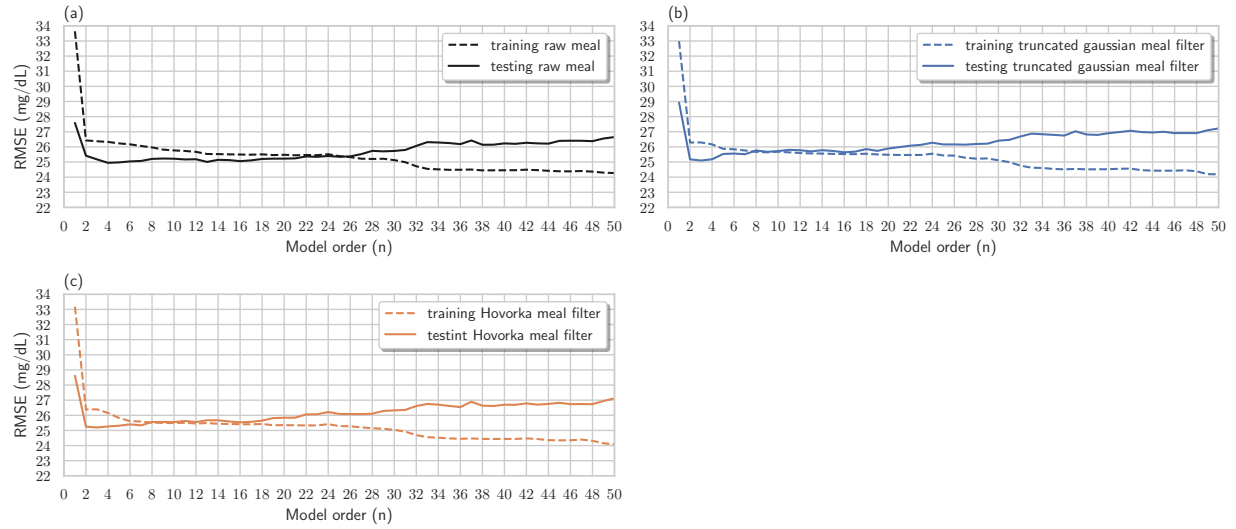 (a)
34
33
32
31
30
29
28
27
26
25
24
23
22
RMSE (mg/dL)
training raw meal
testing raw meal
0 2 4 6 8 10 12 14 16 18 20 22 24 26 28 30 32 34 36 38 40 42 44 46 48 50
Model order (n)
(b)
34
33
32
31
30
29
28
27
26
25
24
23
22
RMSE (mg/dL)
training truncated gaussian meal filter
testing truncated gaussian meal filter
0 2 4 6 8 10 12 14 16 18 20 22 24 26 28 30 32 34 36 38 40 42 44 46 48 50
Model order (n)
(c)
34
33
32
31
30
29
28
27
26
25
24
23
22
RMSE (mg/dL)
training Hovorka meal filter
testint Hovorka meal filter
0 2 4 6 8 10 12 14 16 18 20 22 24 26 28 30 32 34 36 38 40 42 44 46 48 50
Model order (n)